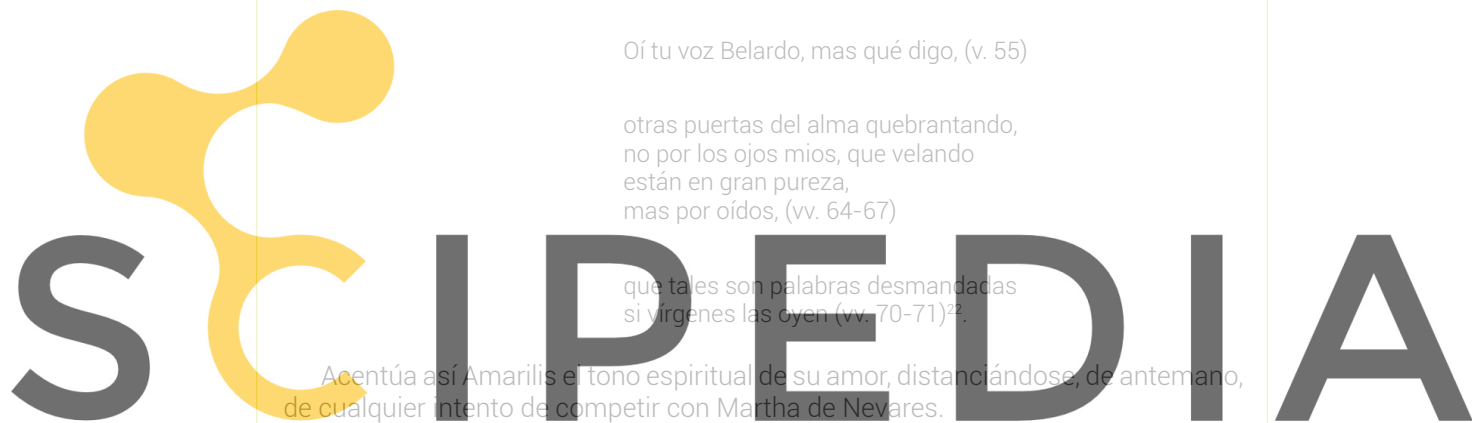 Oí tu voz Belardo, mas qué digo, (v. 55)
otras puertas del alma quebrantando,
no por los ojos mios, que velando
están en gran pureza,
mas por oídos, (vv. 64-67)
que tales son palabras desmandadas
si vírgenes las oyen (vv. 70-71)²².
Acentúa así Amarilis el tono espiritual de su amor, distanciándose, de antemano,
de cualquier intento de competir con Martha de Nevares.
SCIPEDIA